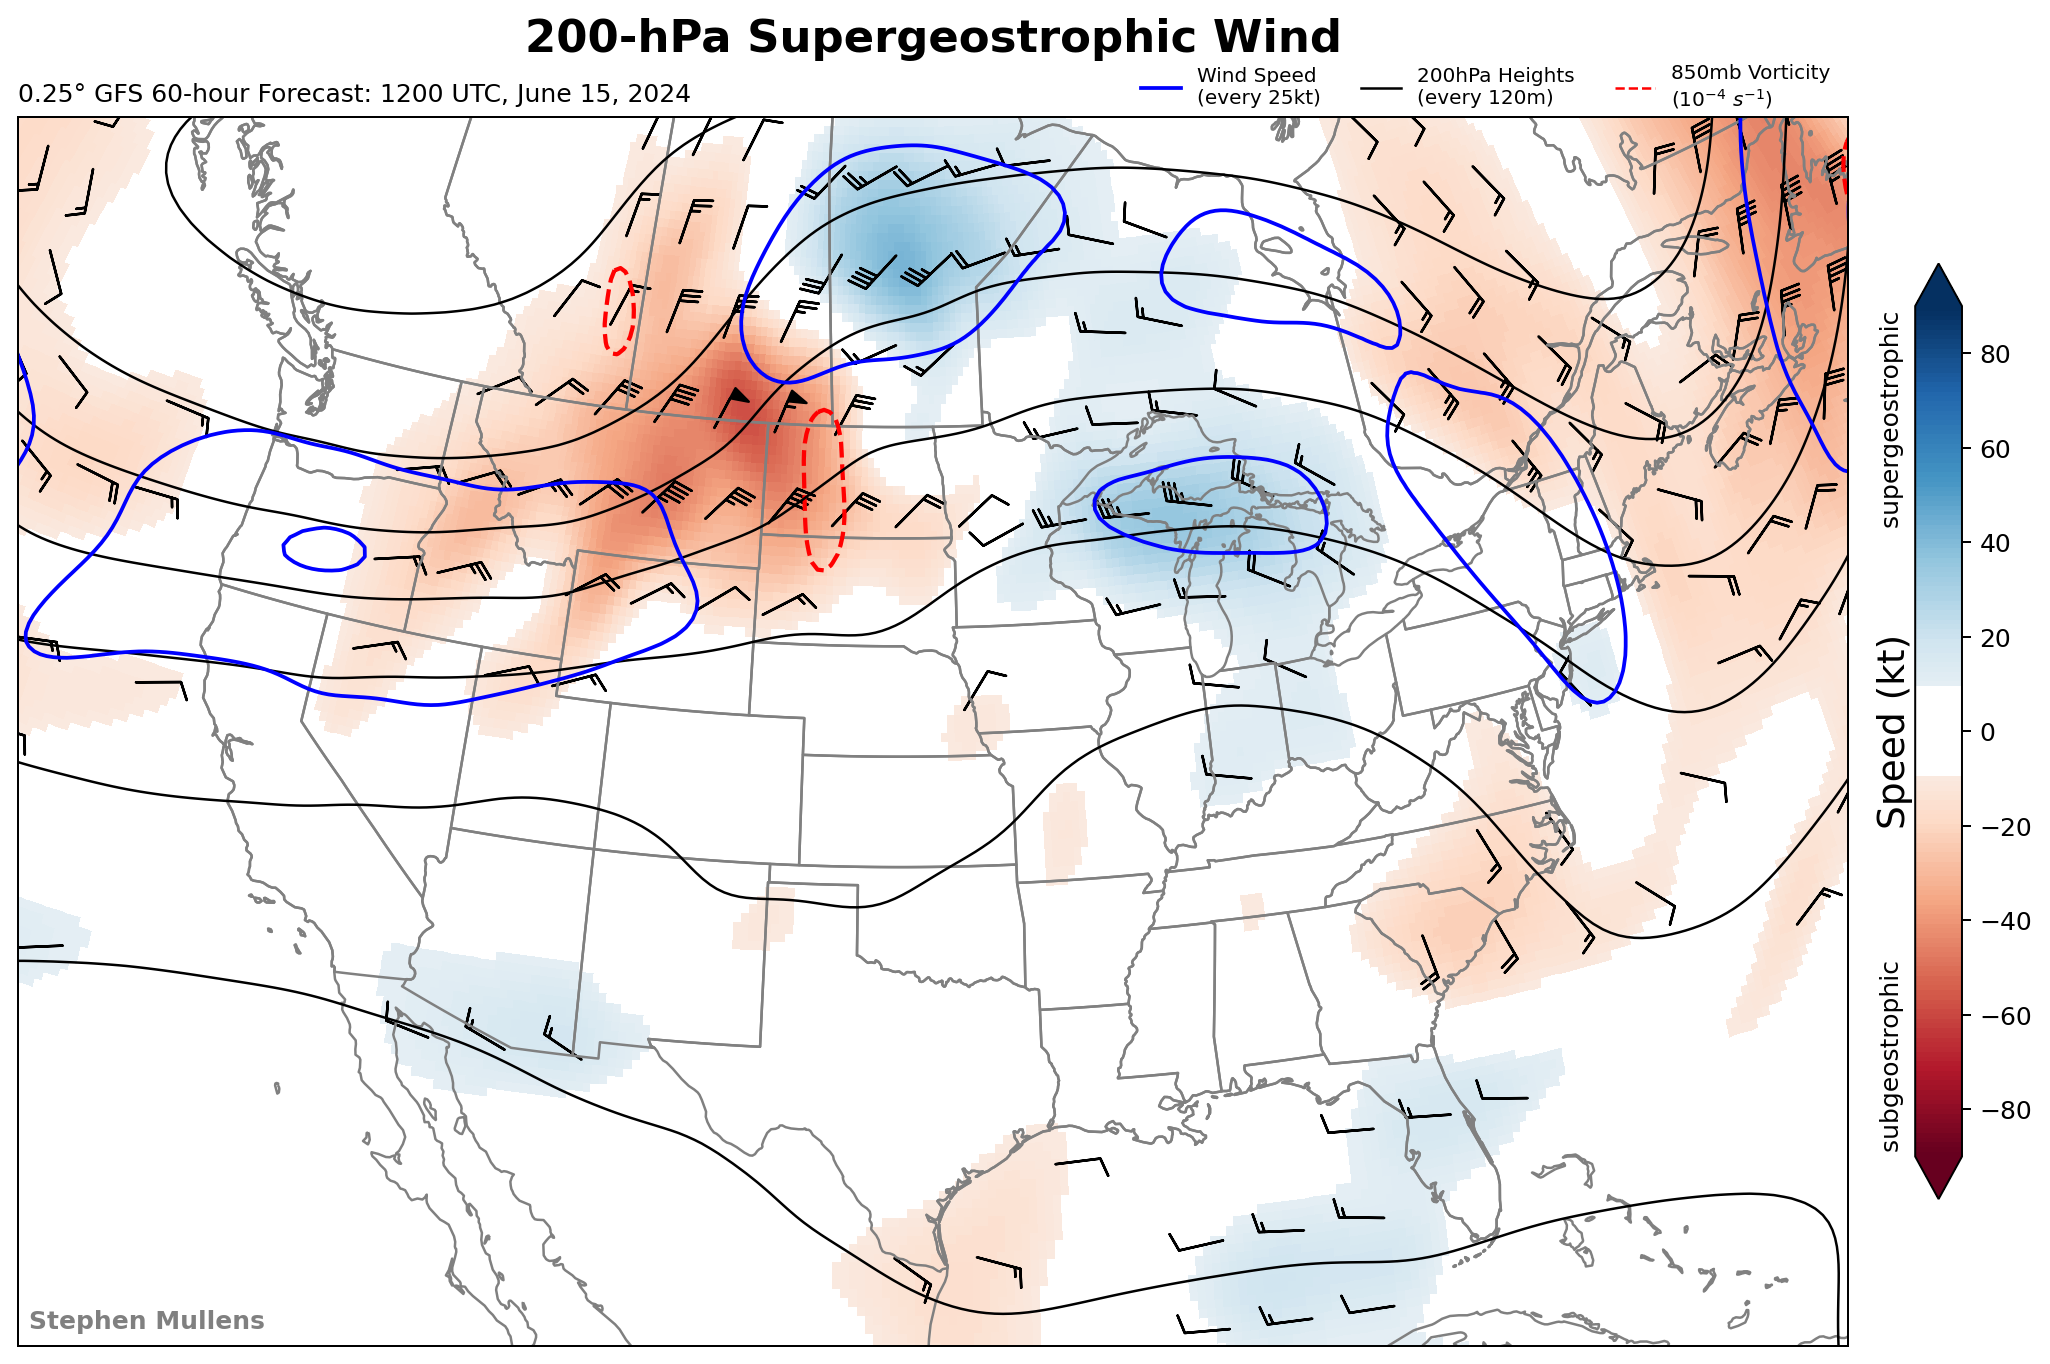 200-hPa Supergeostrophic Wind
0.25° GFS 60-hour Forecast: 1200 UTC, June 15, 2024
Wind Speed
(every 25kt)
200hPa Heights
(every 120m)
850mb Vorticity
(10⁻⁴ s⁻¹)
supergeostrophic
Speed (kt)
subgeostrophic
80
60
40
20
0
−20
−40
−60
−80
Stephen Mullens